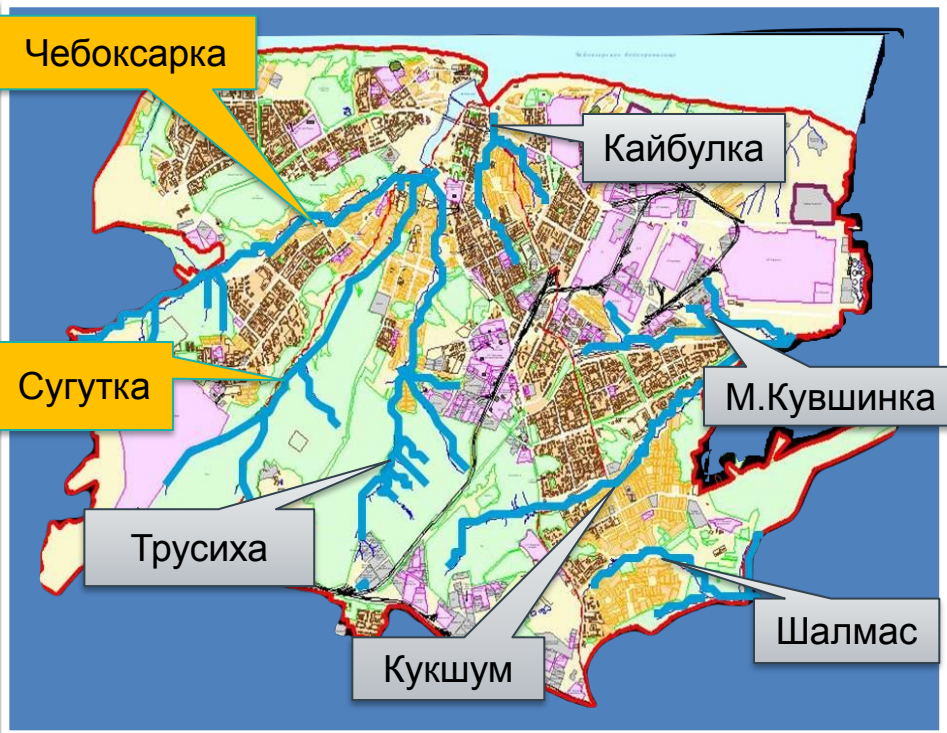 Чебоксарка
Кайбулка
Сугутка
М.Кувшинка
Трусиха
Шалмас
Кукшум